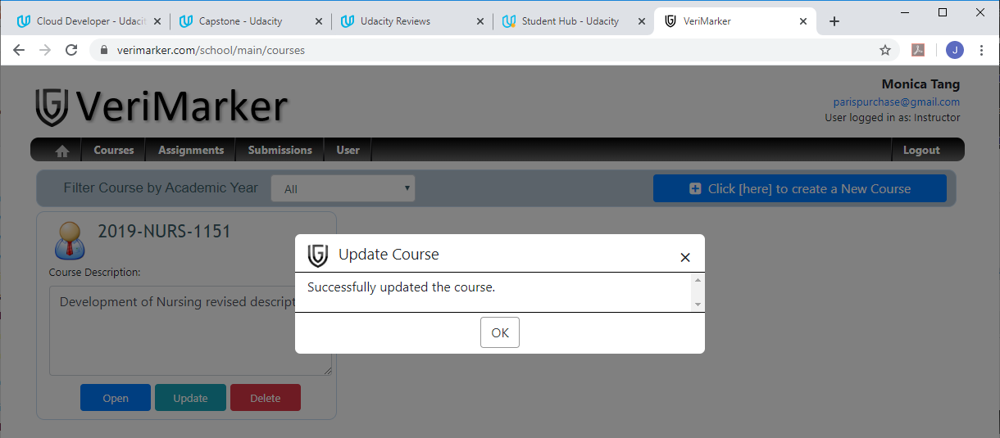 Cloud Developer - Udacit
Capstone - Udacity
Udacity Reviews
Student Hub - Udacity
VeriMarker
verimarker.com/school/main/courses
J
VeriMarker
Monica Tang
parispurchase@gmail.com
User logged in as: Instructor
Courses Assignments Submissions User Logout
Filter Course by Academic Year All Click [here] to create a New Course
2019-NURS-1151
Course Description:
Development of Nursing revised descript
Open Update Delete
Update Course
Successfully updated the course.
OK